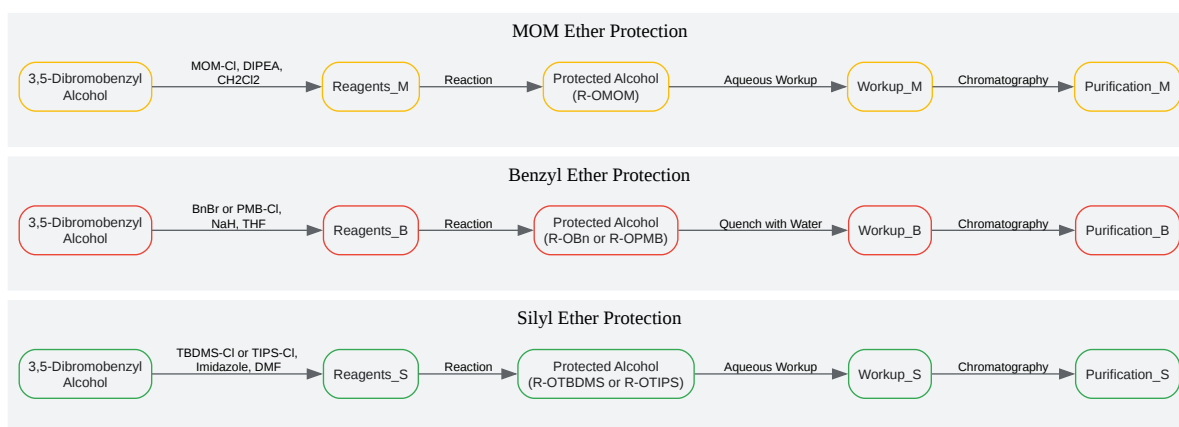 MOM Ether Protection
3,5-Dibromobenzyl
Alcohol
MOM-Cl, DIPEA,
CH2Cl2
Reagents_M
Reaction
Protected Alcohol
(R-OMOM)
Aqueous Workup
Workup_M
Chromatography
Purification_M
Benzyl Ether Protection
3,5-Dibromobenzyl
Alcohol
BnBr or PMB-Cl,
NaH, THF
Reagents_B
Reaction
Protected Alcohol
(R-OBn or R-OPMB)
Quench with Water
Workup_B
Chromatography
Purification_B
Silyl Ether Protection
3,5-Dibromobenzyl
Alcohol
TBDMS-Cl or TIPS-Cl,
Imidazole, DMF
Reagents_S
Reaction
Protected Alcohol
(R-OTBDMS or R-OTIPS)
Aqueous Workup
Workup_S
Chromatography
Purification_S